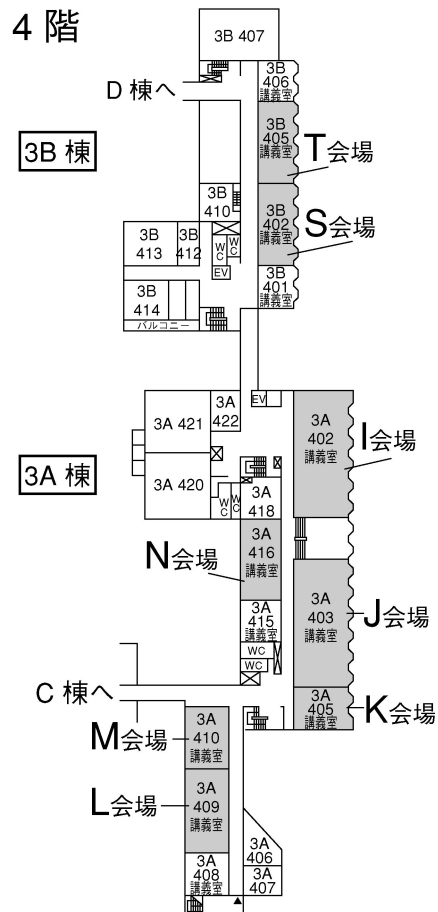 4 階
3B 407
D 棟へ
3B
406
講義室
3B 棟
3B
405
講義室
T会場
3B
410
3B
402
講義室
S会場
3B
413
3B
412
WC
WC
EV
3B
401
講義室
3B
414
バルコニー
3A 421
3A
422
EV
3A
402
講義室
I会場
3A 棟
3A 420
WC
WC
3A
418
N会場
3A
416
講義室
3A
403
講義室
J会場
3A
415
講義室
WC
WC
C 棟へ
3A
405
講義室
K会場
M会場
3A
410
講義室
L会場
3A
409
講義室
3A
408
講義室
3A
406
3A
407